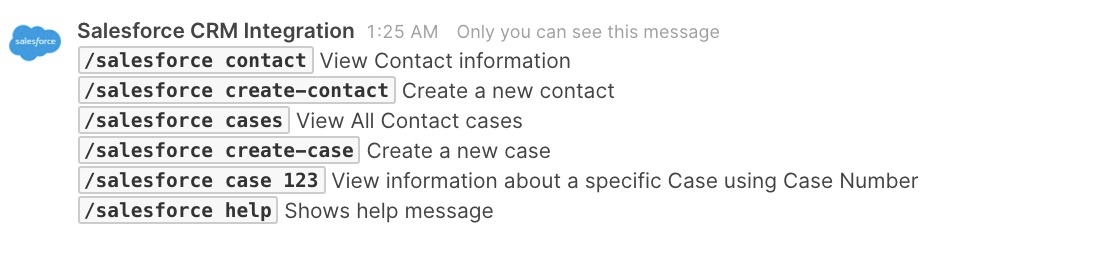 salesforce
Salesforce CRM Integration 1:25 AM Only you can see this message
/salesforce contact View Contact information
/salesforce create-contact Create a new contact
/salesforce cases View All Contact cases
/salesforce create-case Create a new case
/salesforce case 123 View information about a specific Case using Case Number
/salesforce help Shows help message